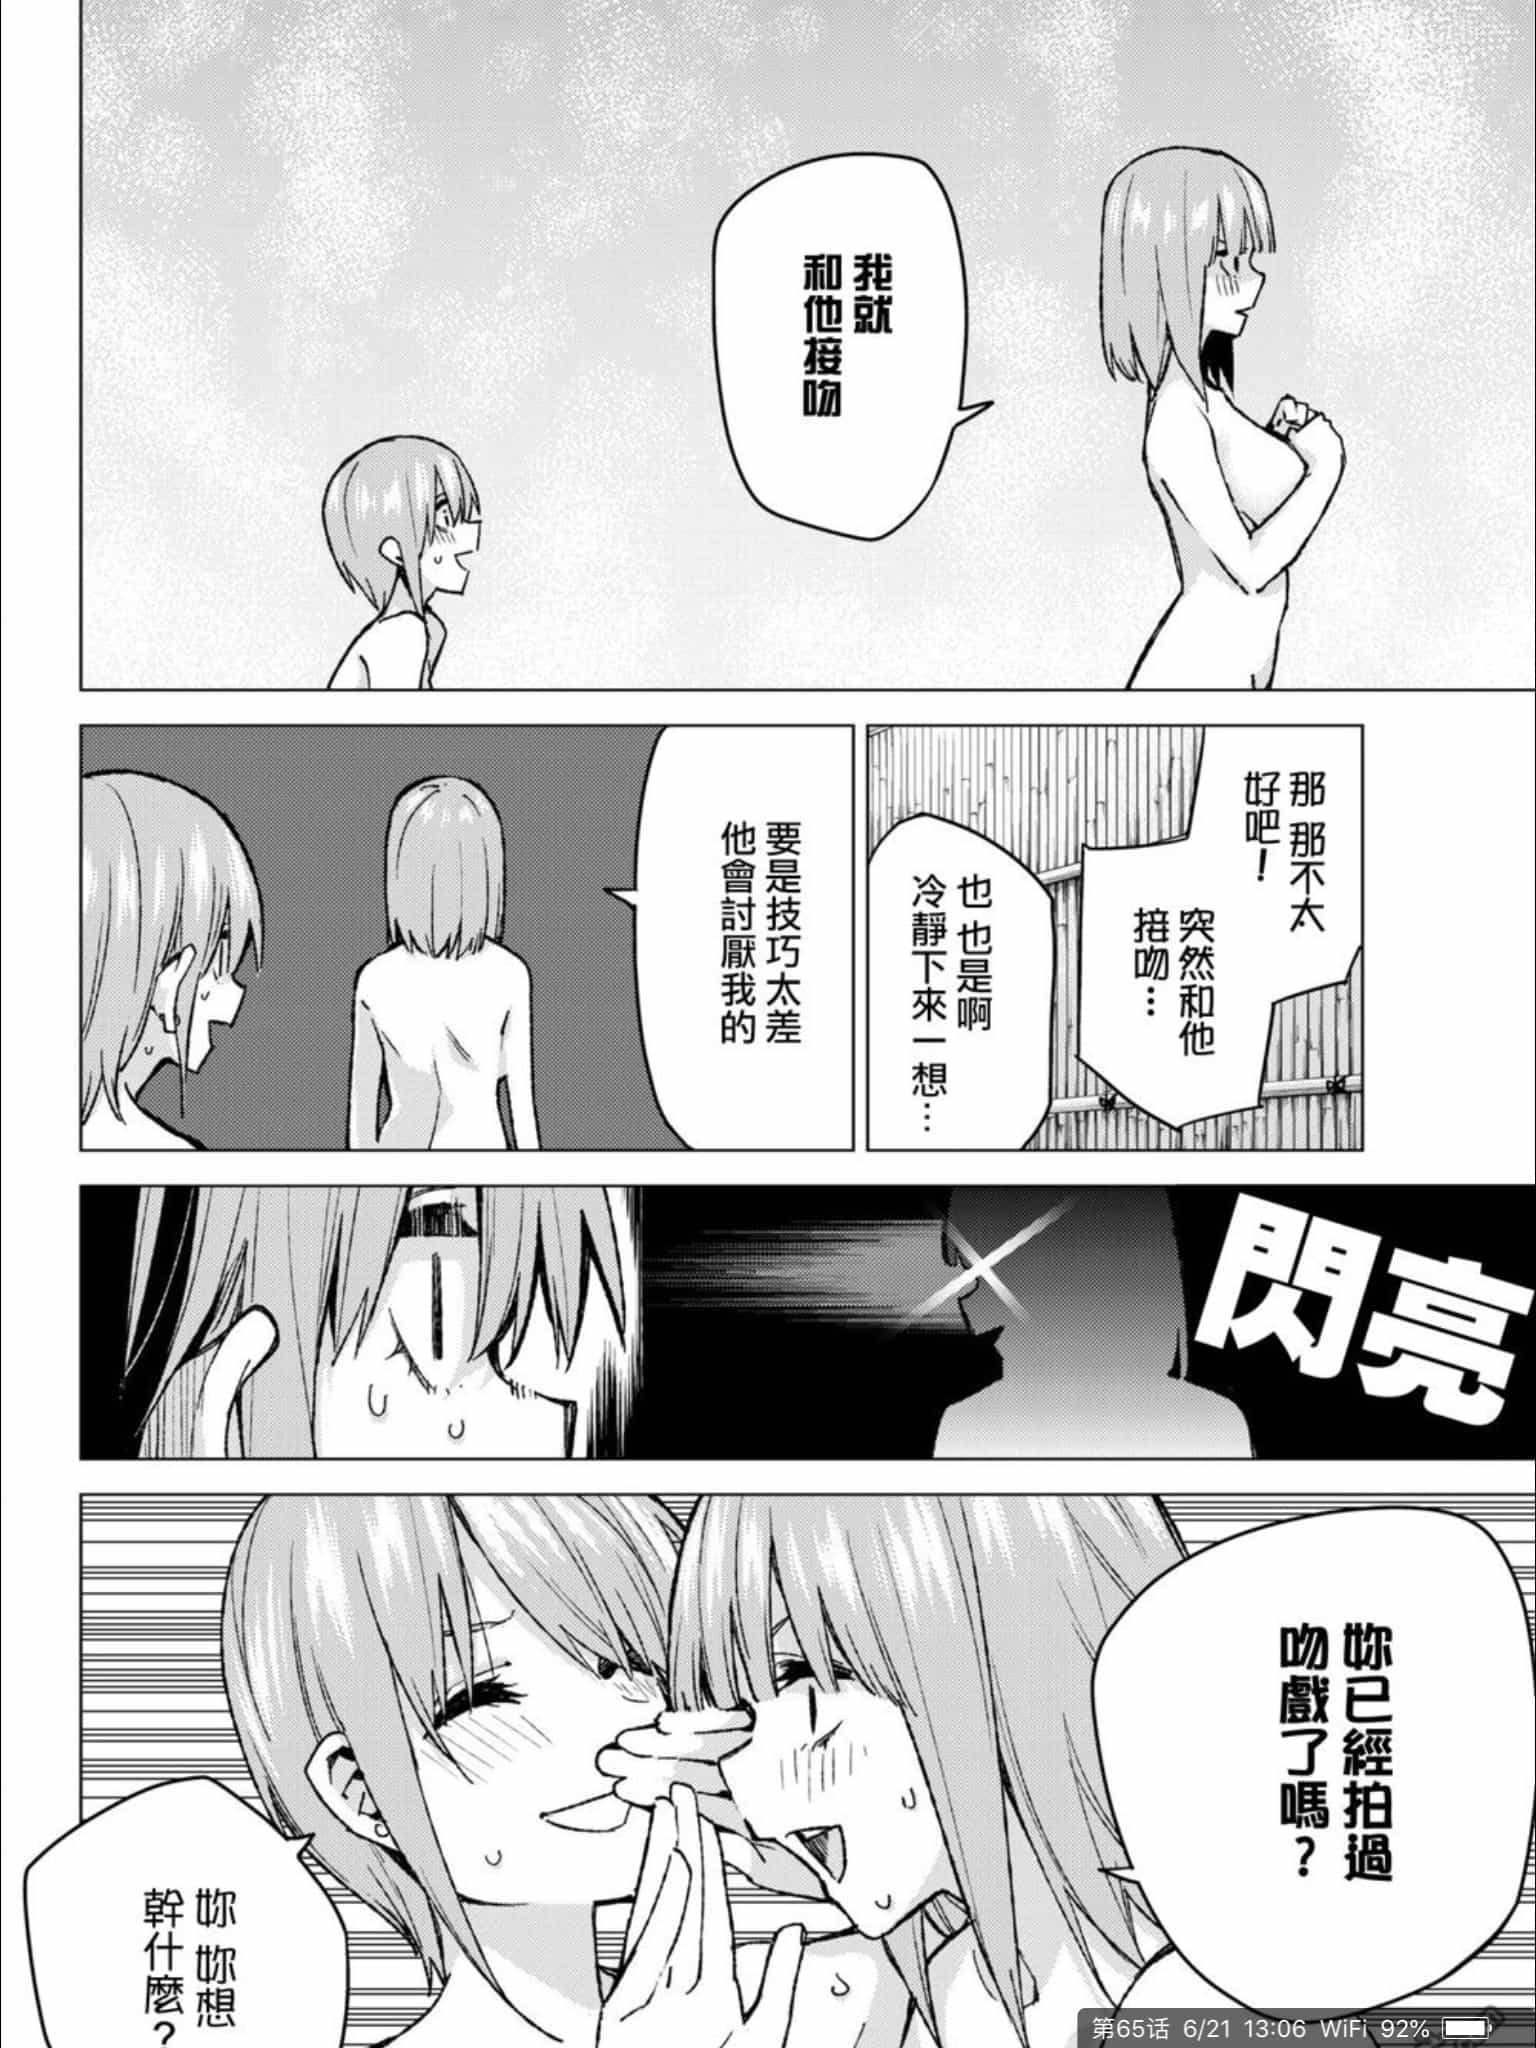 我就
和他接吻
那 那不太
好吧！
突然和他
接吻…
也 也是啊
冷靜下來一想…
要是技巧太差
他會討厭我的
閃亮
妳已經拍過
吻戲了嗎？
妳 妳想
幹什麼？
第65话 6/21 13:06 WiFi 92%